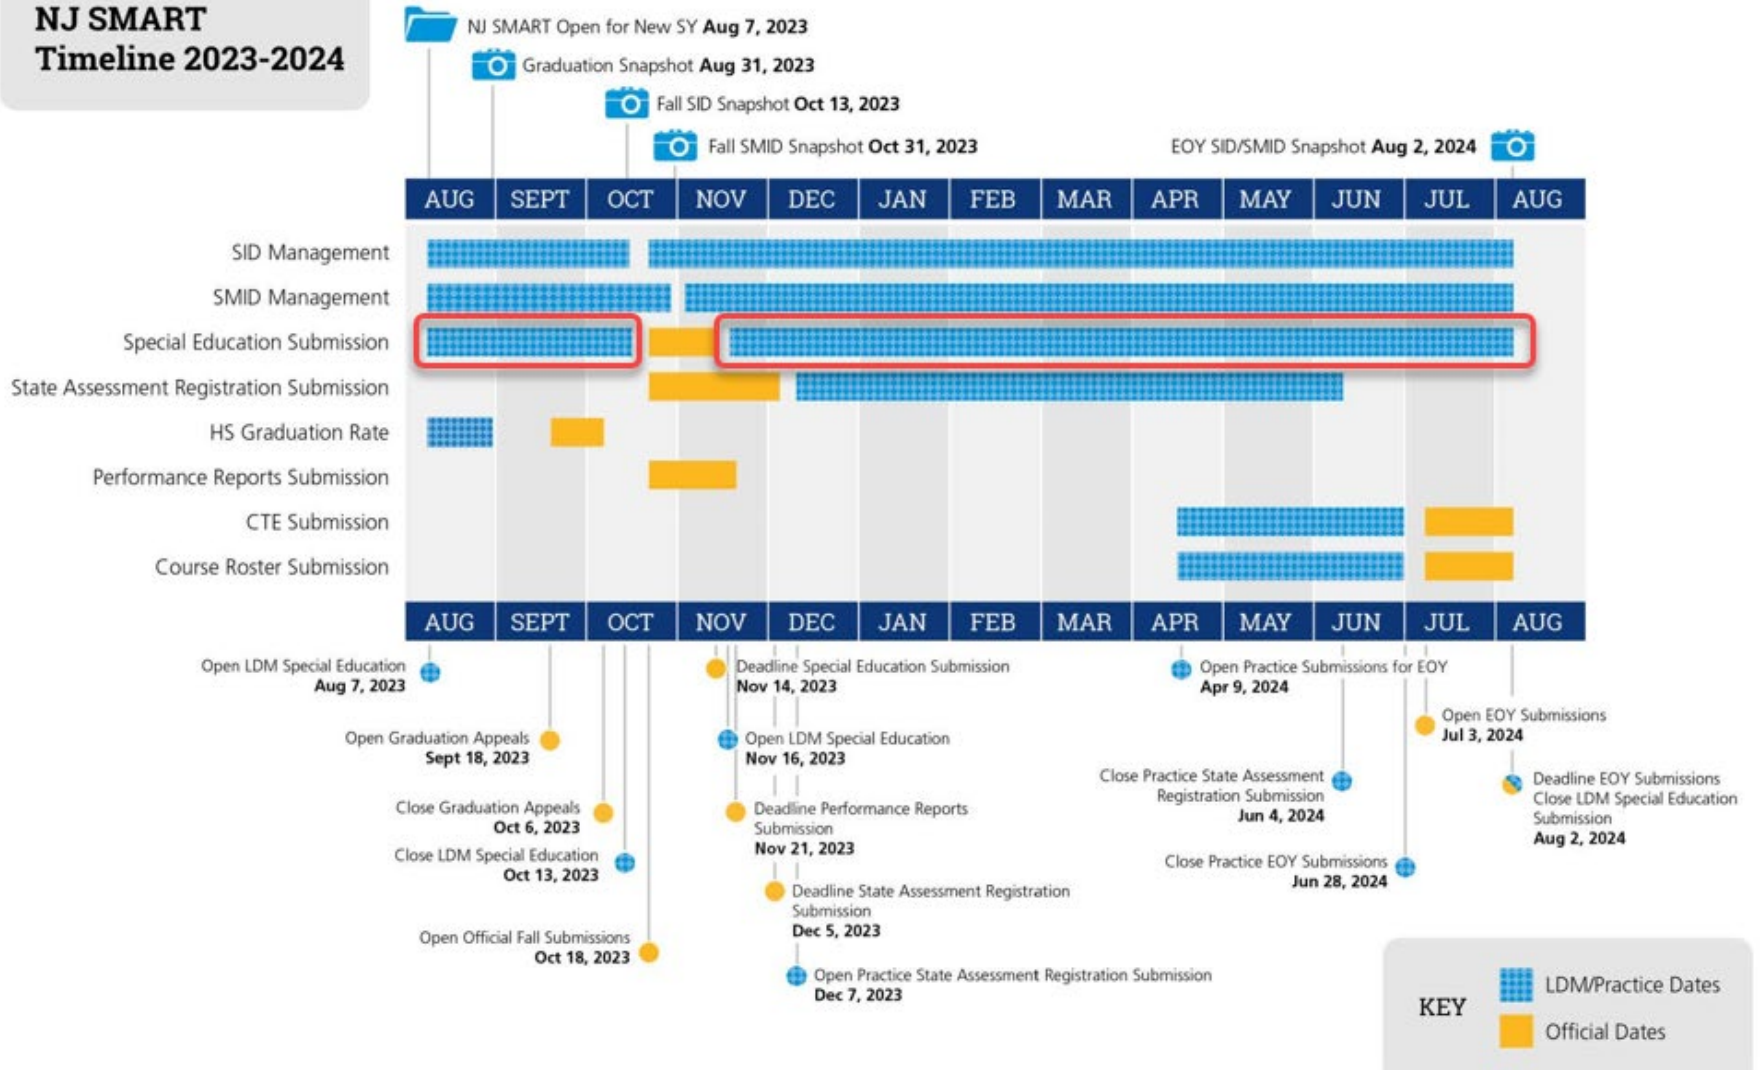 NJ SMART
Timeline 2023-2024
NJ SMART Open for New SY Aug 7, 2023
Graduation Snapshot Aug 31, 2023
Fall SID Snapshot Oct 13, 2023
Fall SMID Snapshot Oct 31, 2023
EOY SID/SMID Snapshot Aug 2, 2024
AUG SEPT OCT NOV DEC JAN FEB MAR APR MAY JUN JUL AUG
SID Management
SMID Management
Special Education Submission
State Assessment Registration Submission
HS Graduation Rate
Performance Reports Submission
CTE Submission
Course Roster Submission
AUG SEPT OCT NOV DEC JAN FEB MAR APR MAY JUN JUL AUG
Open LDM Special Education
Aug 7, 2023
Open Graduation Appeals
Sept 18, 2023
Close Graduation Appeals
Oct 6, 2023
Close LDM Special Education
Oct 13, 2023
Open Official Fall Submissions
Oct 18, 2023
Deadline Special Education Submission
Nov 14, 2023
Open LDM Special Education
Nov 16, 2023
Deadline Performance Reports
Submission
Nov 21, 2023
Deadline State Assessment Registration
Submission
Dec 5, 2023
Open Practice State Assessment Registration Submission
Dec 7, 2023
Open Practice Submissions for EOY
Apr 9, 2024
Close Practice State Assessment
Registration Submission
Jun 4, 2024
Close Practice EOY Submissions
Jun 28, 2024
Open EOY Submissions
Jul 3, 2024
Deadline EOY Submissions
Close LDM Special Education
Submission
Aug 2, 2024
KEY
LDM/Practice Dates
Official Dates